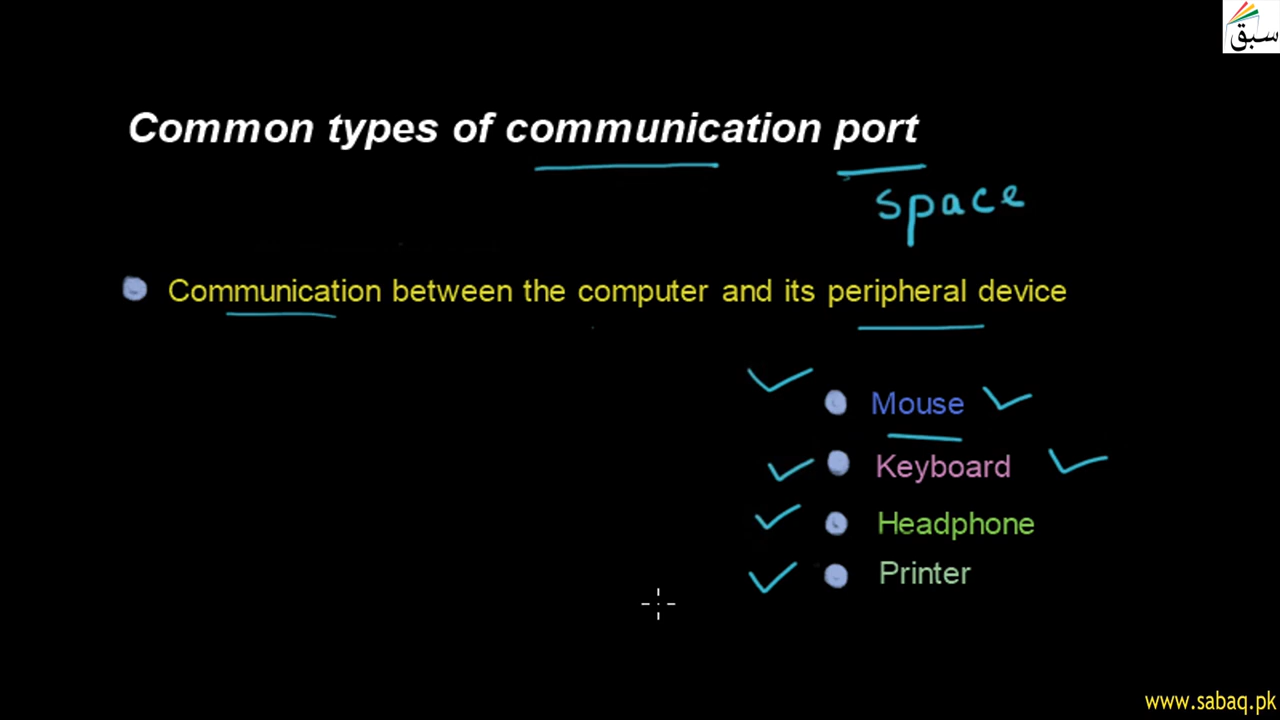 سبق
Common types of communication port
space
Communication between the computer and its peripheral device
Mouse
Keyboard
Headphone
Printer
www.sabaq.pk